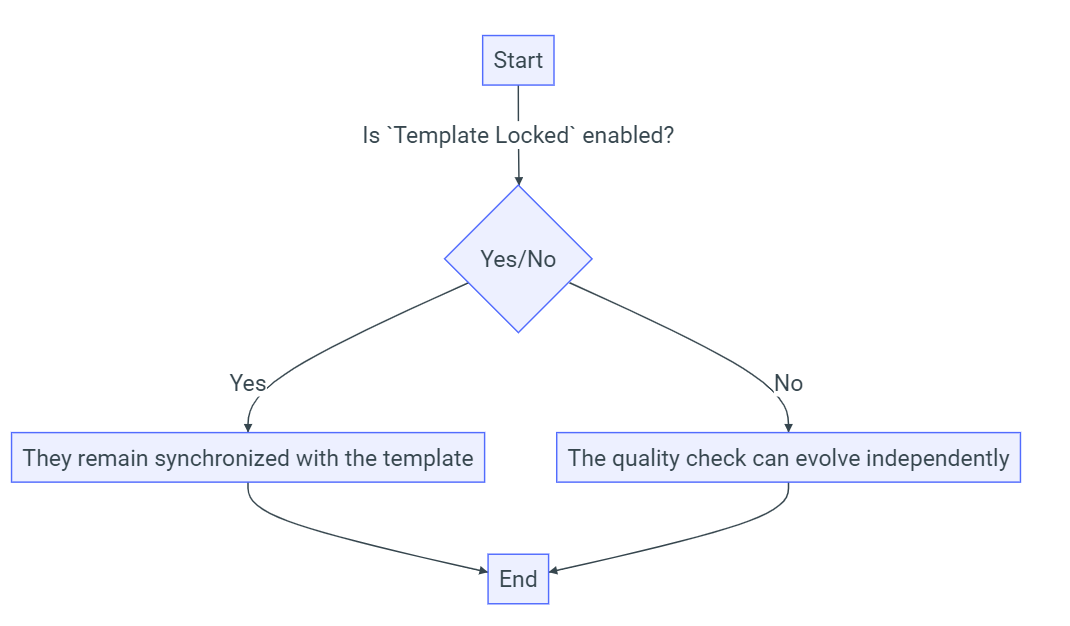 Start
Is `Template Locked` enabled?
Yes/No
Yes
No
They remain synchronized with the template
The quality check can evolve independently
End